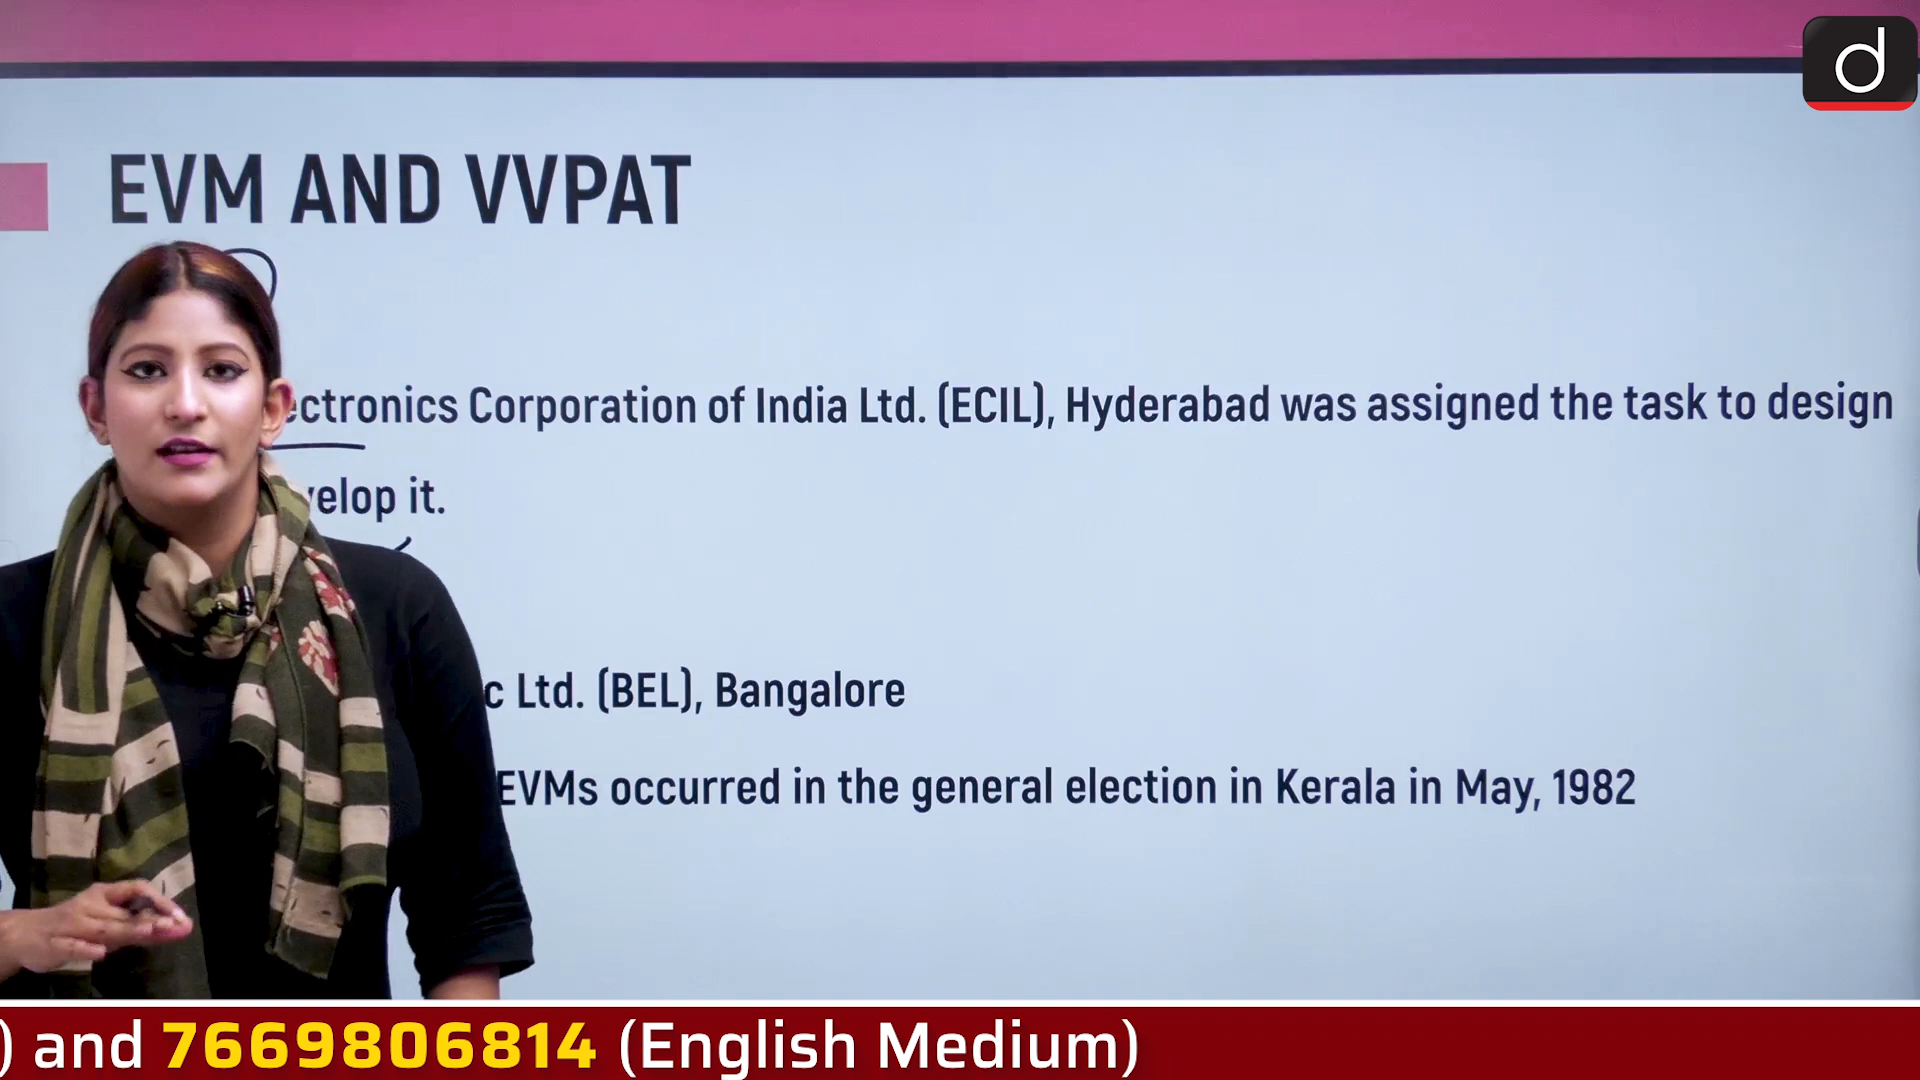 d
EVM AND VVPAT
ectronics Corporation of India Ltd. (ECIL), Hyderabad was assigned the task to design
velop it.
c Ltd. (BEL), Bangalore
EVMs occurred in the general election in Kerala in May, 1982
) and 7669806814 (English Medium)